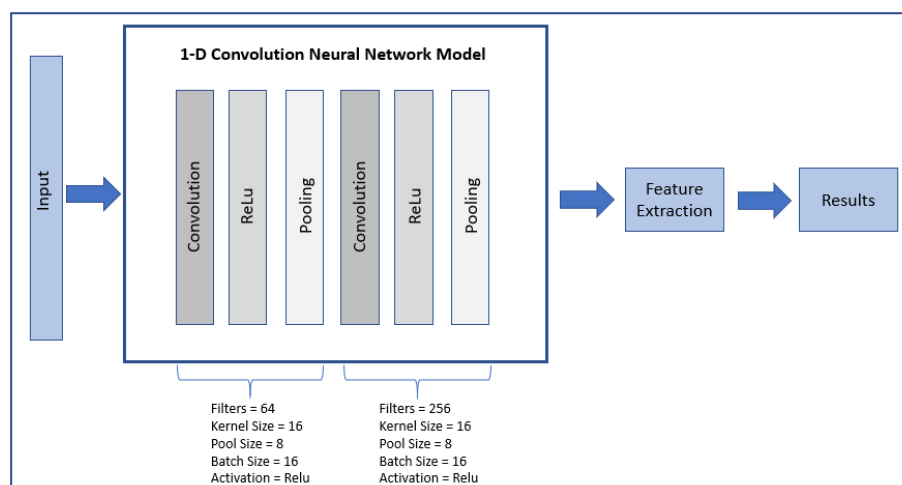 1-D Convolution Neural Network Model
Input
Convolution
ReLu
Pooling
Convolution
ReLu
Pooling
Feature
Extraction
Results
Filters = 64
Kernel Size = 16
Pool Size = 8
Batch Size = 16
Activation = Relu
Filters = 256
Kernel Size = 16
Pool Size = 8
Batch Size = 16
Activation = Relu